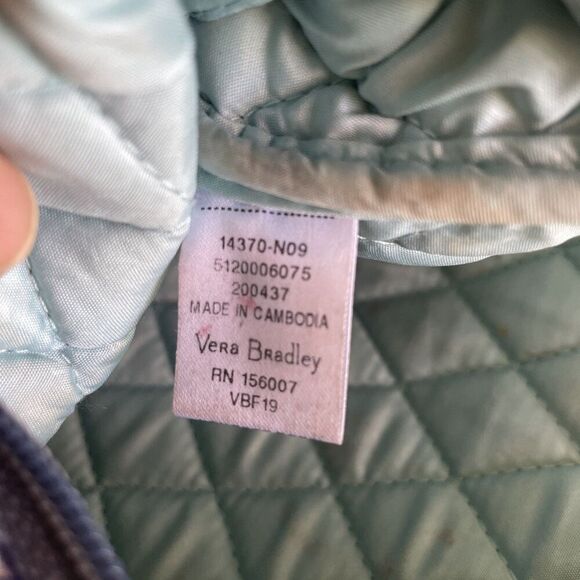 14370-N09
5120006075
200437
MADE IN CAMBODIA
Vera Bradley
RN 156007
VBF19